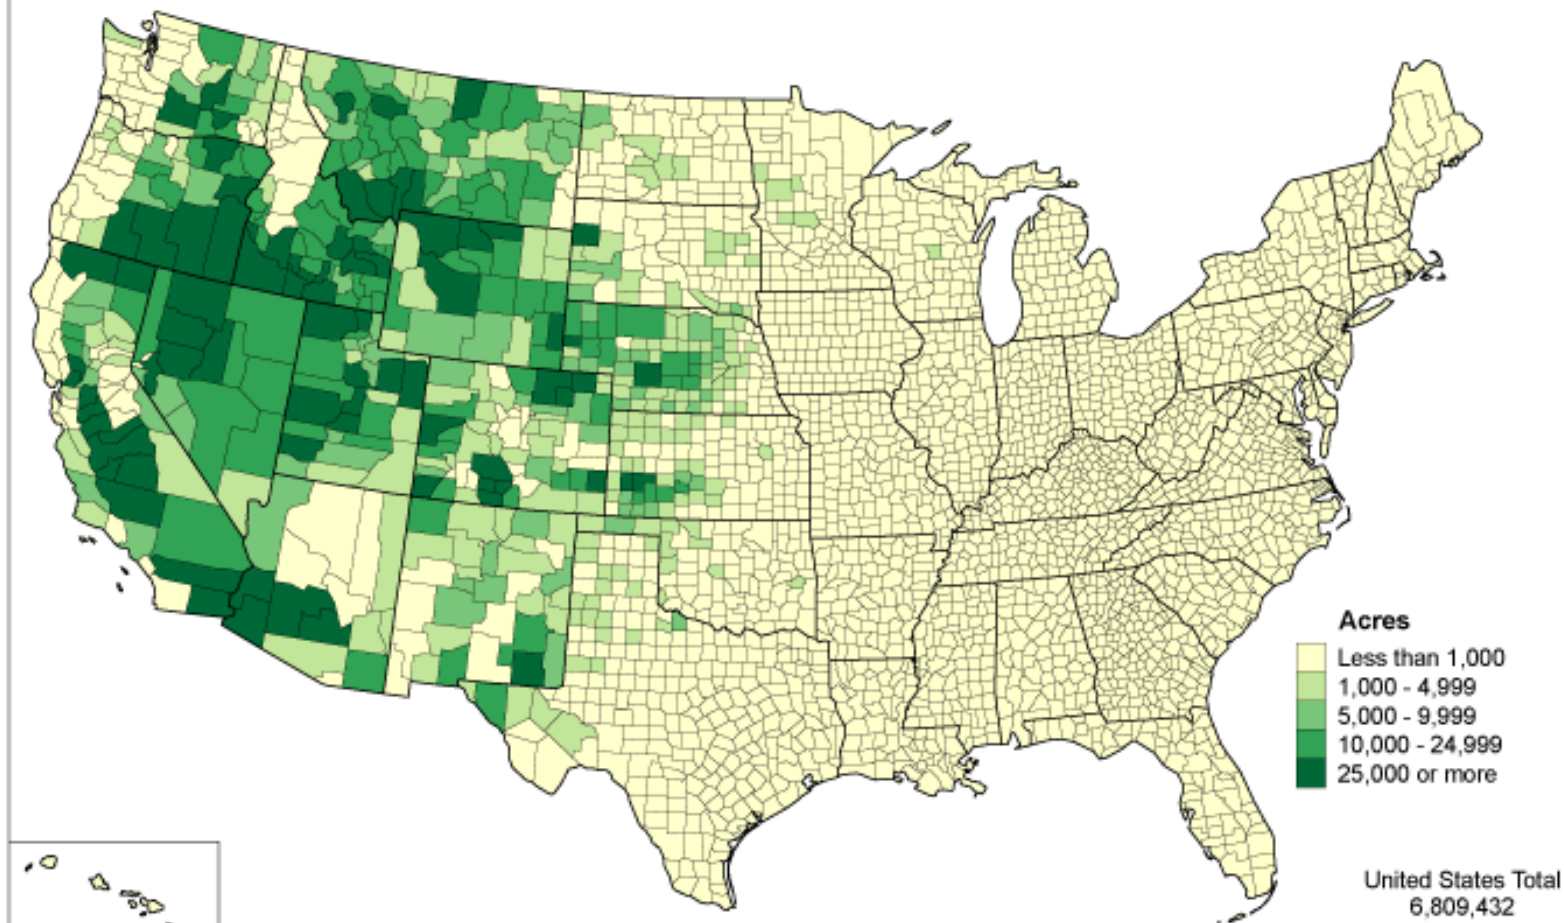 Acres
Less than 1,000
1,000 - 4,999
5,000 - 9,999
10,000 - 24,999
25,000 or more
United States Total
6,809,432